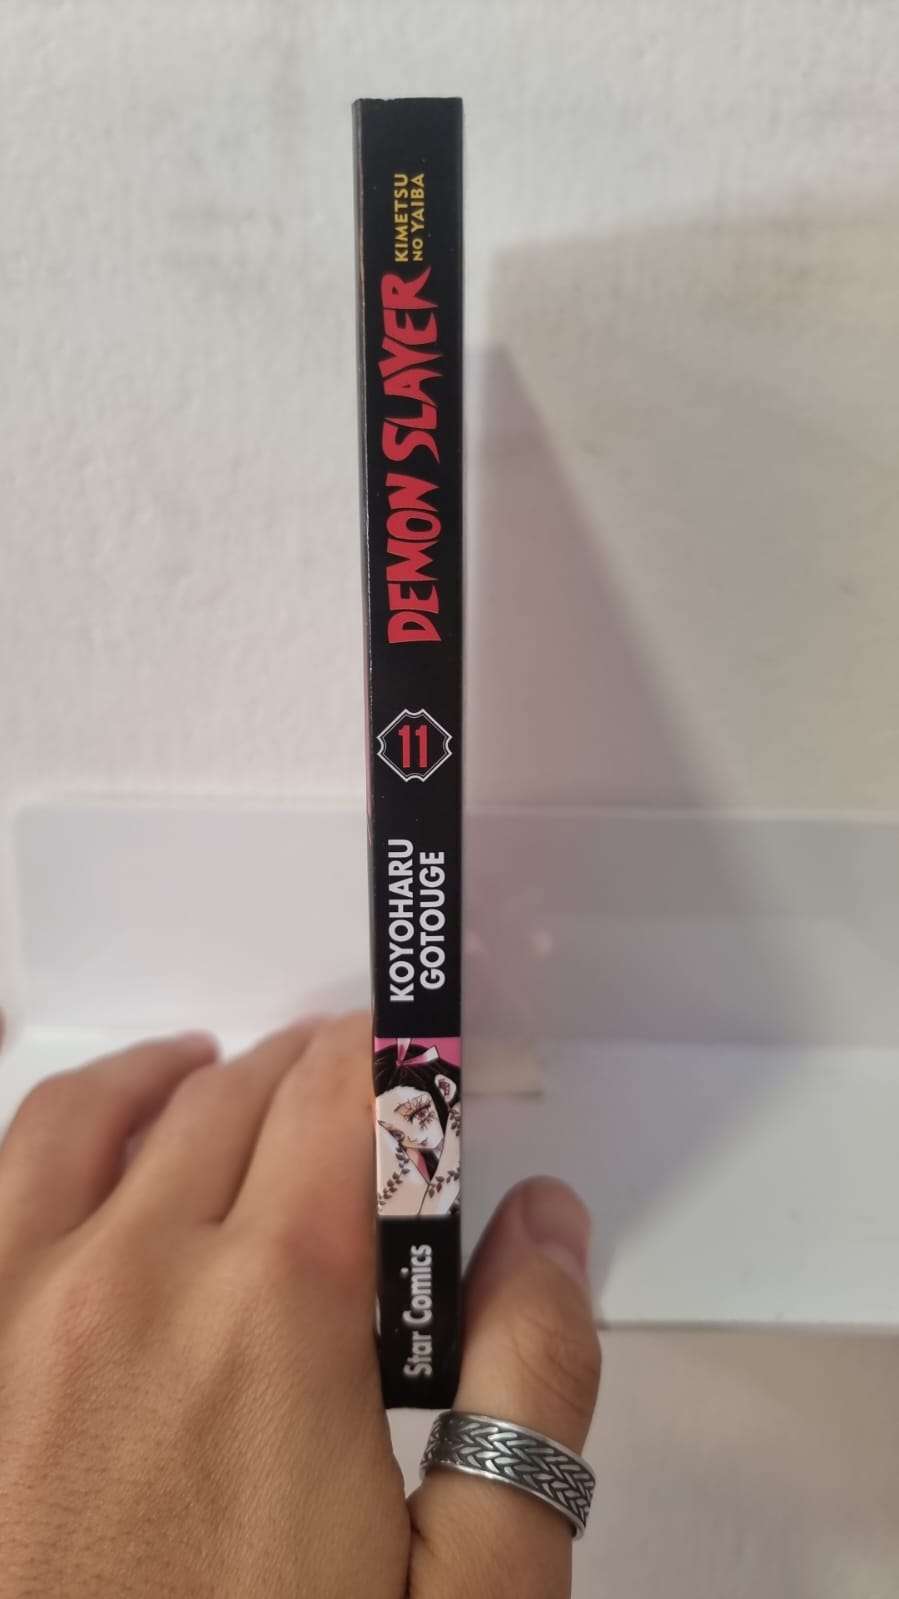 KIMETSU
NO YAIBA
DEMON SLAYER
11
KOYOHARU
GOTOUGE
Star Comics